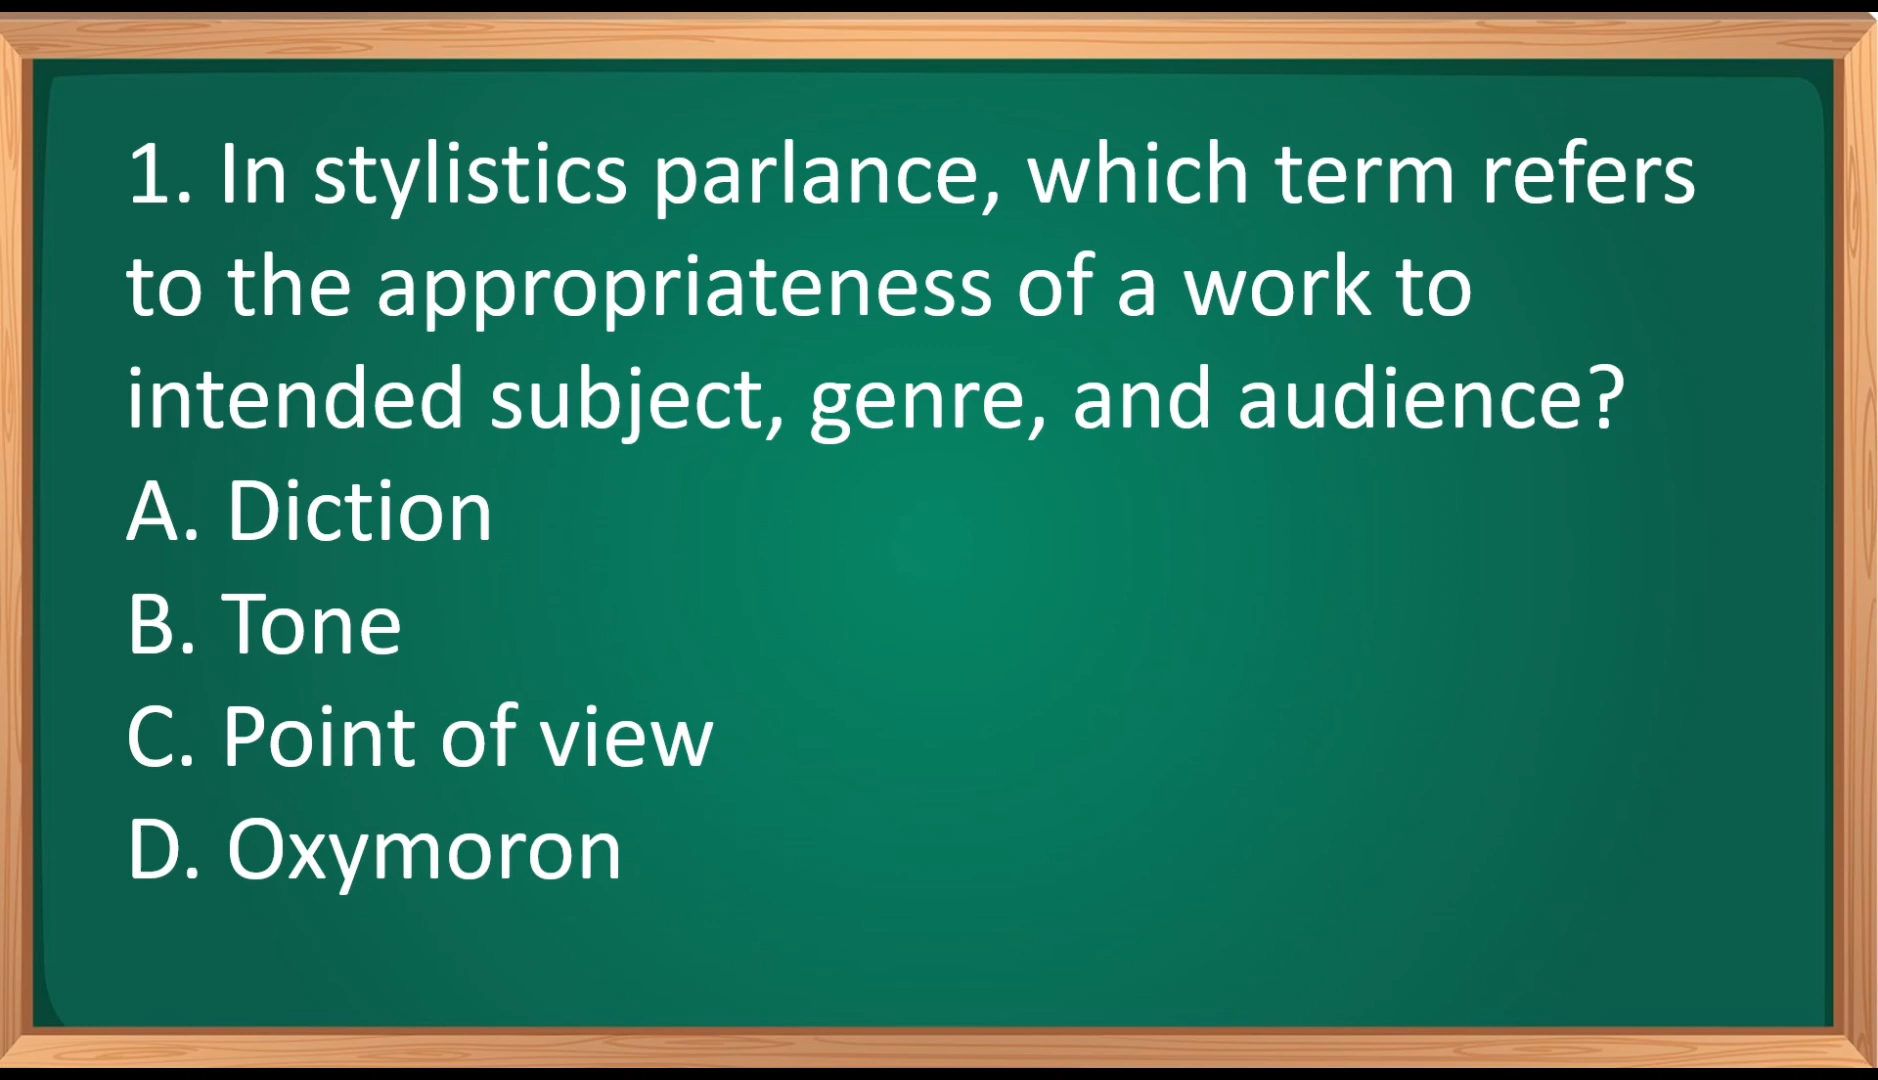 1. In stylistics parlance, which term refers
to the appropriateness of a work to
intended subject, genre, and audience?
A. Diction
B. Tone
C. Point of view
D. Oxymoron